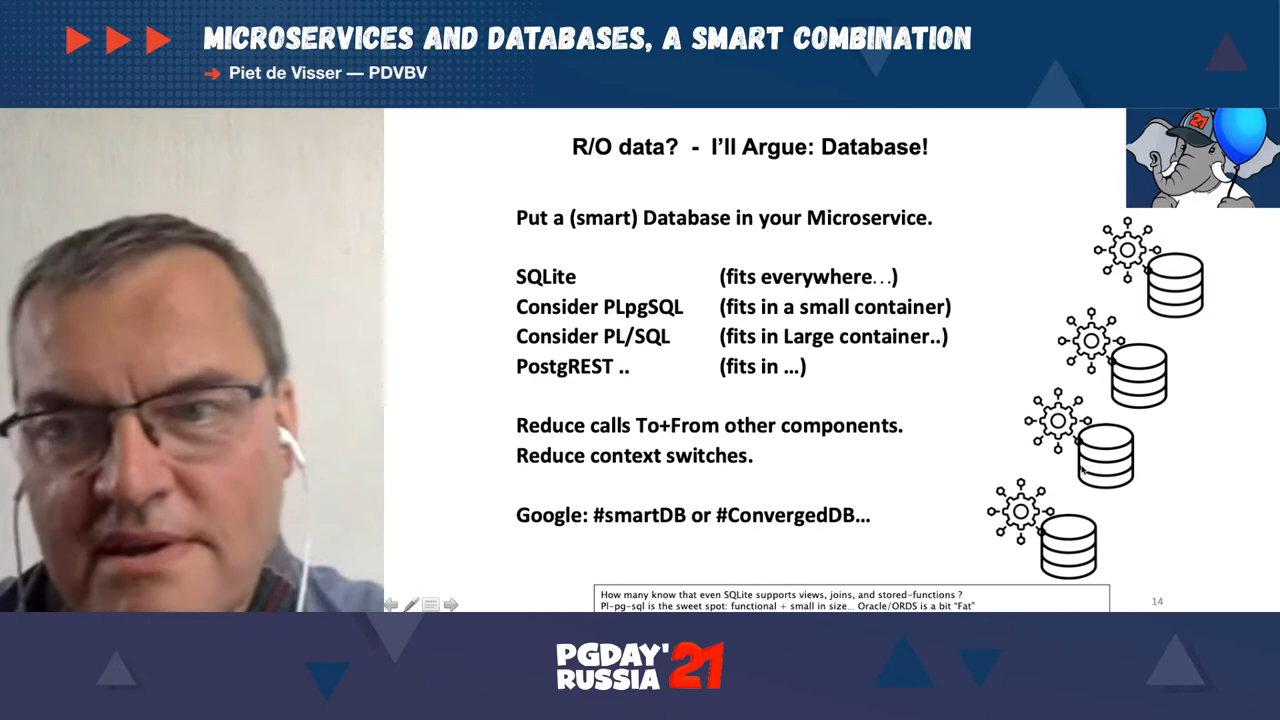 MICROSERVICES AND DATABASES, A SMART COMBINATION
Piet de Visser — PDVBV
21
R/O data? - I'll Argue: Database!
Put a (smart) Database in your Microservice.
SQLite (fits everywhere…)
Consider PLpgSQL (fits in a small container)
Consider PL/SQL (fits in Large container..)
PostgREST .. (fits in …)
Reduce calls To+From other components.
Reduce context switches.
Google: #smartDB or #ConvergedDB…
How many know that even SQLite supports views, joins, and stored-functions ?
Pl-pg-sql is the sweet spot: functional + small in size… Oracle/ORDS is a bit "Fat"
14
PGDAY'21
RUSSIA